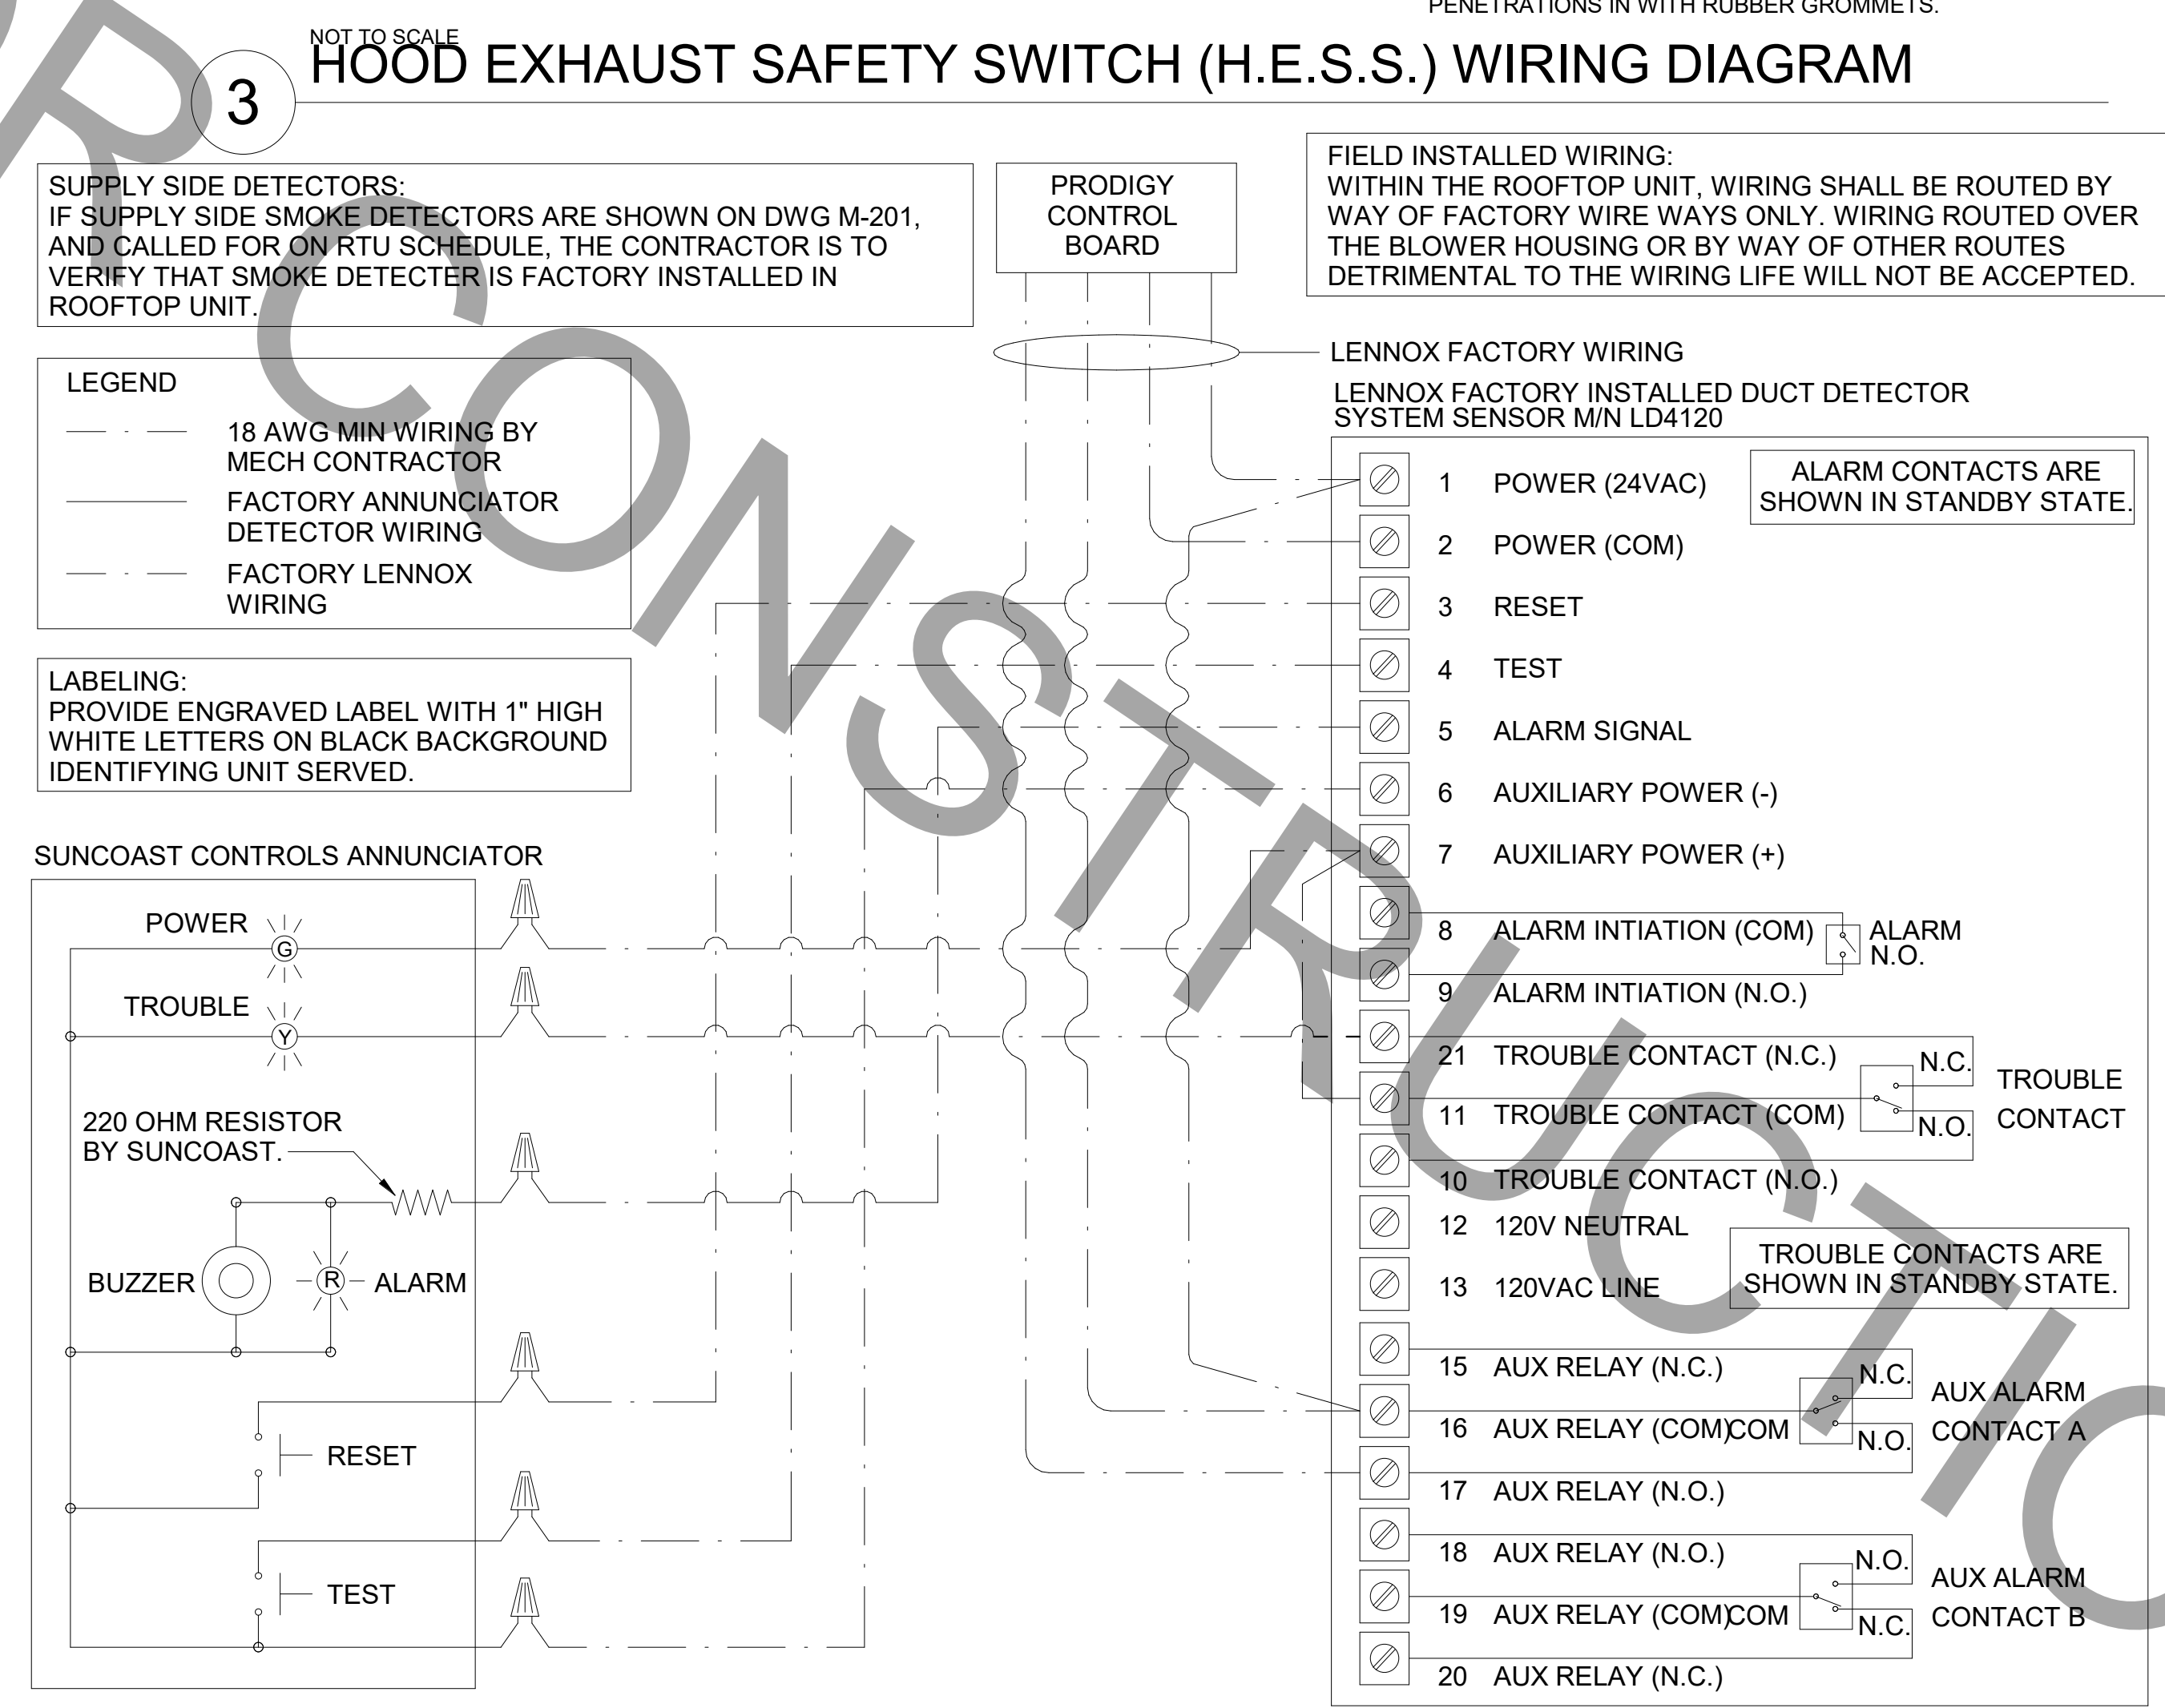 PENETRATIONS IN WITH RUBBER GROMMETS.
NOT TO SCALE
3
HOOD EXHAUST SAFETY SWITCH (H.E.S.S.) WIRING DIAGRAM
SUPPLY SIDE DETECTORS:
IF SUPPLY SIDE SMOKE DETECTORS ARE SHOWN ON DWG M-201,
AND CALLED FOR ON RTU SCHEDULE, THE CONTRACTOR IS TO
VERIFY THAT SMOKE DETECTER IS FACTORY INSTALLED IN
ROOFTOP UNIT.
PRODIGY
CONTROL
BOARD
FIELD INSTALLED WIRING:
WITHIN THE ROOFTOP UNIT, WIRING SHALL BE ROUTED BY
WAY OF FACTORY WIRE WAYS ONLY. WIRING ROUTED OVER
THE BLOWER HOUSING OR BY WAY OF OTHER ROUTES
DETRIMENTAL TO THE WIRING LIFE WILL NOT BE ACCEPTED.
LEGEND
18 AWG MIN WIRING BY
MECH CONTRACTOR
FACTORY ANNUNCIATOR
DETECTOR WIRING
FACTORY LENNOX
WIRING
LENNOX FACTORY WIRING
LENNOX FACTORY INSTALLED DUCT DETECTOR
SYSTEM SENSOR M/N LD4120
LABELING:
PROVIDE ENGRAVED LABEL WITH 1" HIGH
WHITE LETTERS ON BLACK BACKGROUND
IDENTIFYING UNIT SERVED.
SUNCOAST CONTROLS ANNUNCIATOR
POWER
G
TROUBLE
Y
220 OHM RESISTOR
BY SUNCOAST.
BUZZER
R
ALARM
RESET
TEST
1 POWER (24VAC)
ALARM CONTACTS ARE
SHOWN IN STANDBY STATE.
2 POWER (COM)
3 RESET
4 TEST
5 ALARM SIGNAL
6 AUXILIARY POWER (-)
7 AUXILIARY POWER (+)
8 ALARM INTIATION (COM)
ALARM
N.O.
9 ALARM INTIATION (N.O.)
21 TROUBLE CONTACT (N.C.)
N.C.
TROUBLE
CONTACT
11 TROUBLE CONTACT (COM)
N.O.
10 TROUBLE CONTACT (N.O.)
12 120V NEUTRAL
TROUBLE CONTACTS ARE
SHOWN IN STANDBY STATE.
13 120VAC LINE
15 AUX RELAY (N.C.)
N.C.
AUX ALARM
CONTACT A
16 AUX RELAY (COM)
COM
N.O.
17 AUX RELAY (N.O.)
18 AUX RELAY (N.O.)
N.O.
AUX ALARM
CONTACT B
19 AUX RELAY (COM)
COM
N.C.
20 AUX RELAY (N.C.)